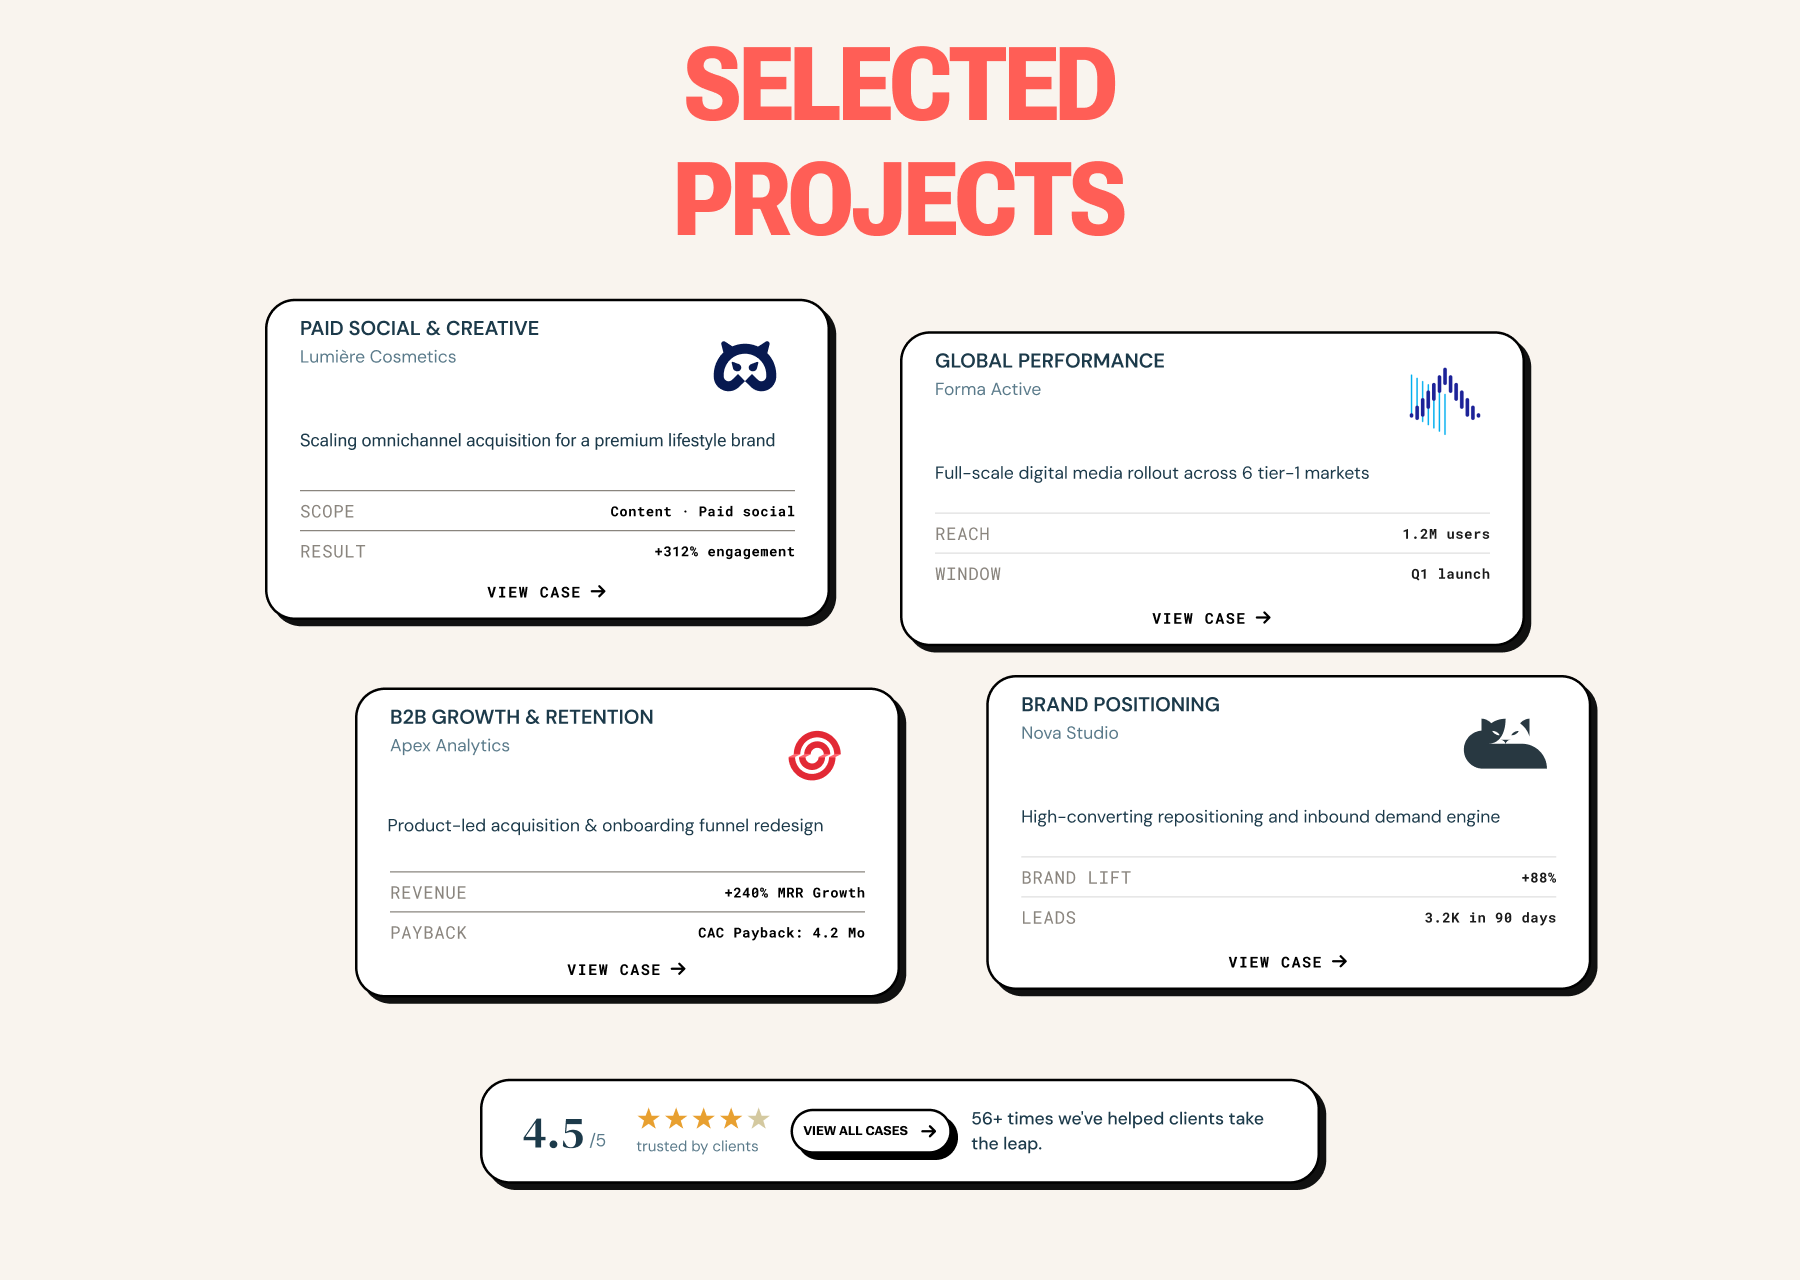 SELECTED
PROJECTS
PAID SOCIAL & CREATIVE
Lumière Cosmetics
Scaling omnichannel acquisition for a premium lifestyle brand
SCOPE Content · Paid social
RESULT +312% engagement
VIEW CASE →
GLOBAL PERFORMANCE
Forma Active
Full-scale digital media rollout across 6 tier-1 markets
REACH 1.2M users
WINDOW Q1 launch
VIEW CASE →
B2B GROWTH & RETENTION
Apex Analytics
Product-led acquisition & onboarding funnel redesign
REVENUE +240% MRR Growth
PAYBACK CAC Payback: 4.2 Mo
VIEW CASE →
BRAND POSITIONING
Nova Studio
High-converting repositioning and inbound demand engine
BRAND LIFT +88%
LEADS 3.2K in 90 days
VIEW CASE →
4.5 /5
trusted by clients
VIEW ALL CASES →
56+ times we've helped clients take
the leap.